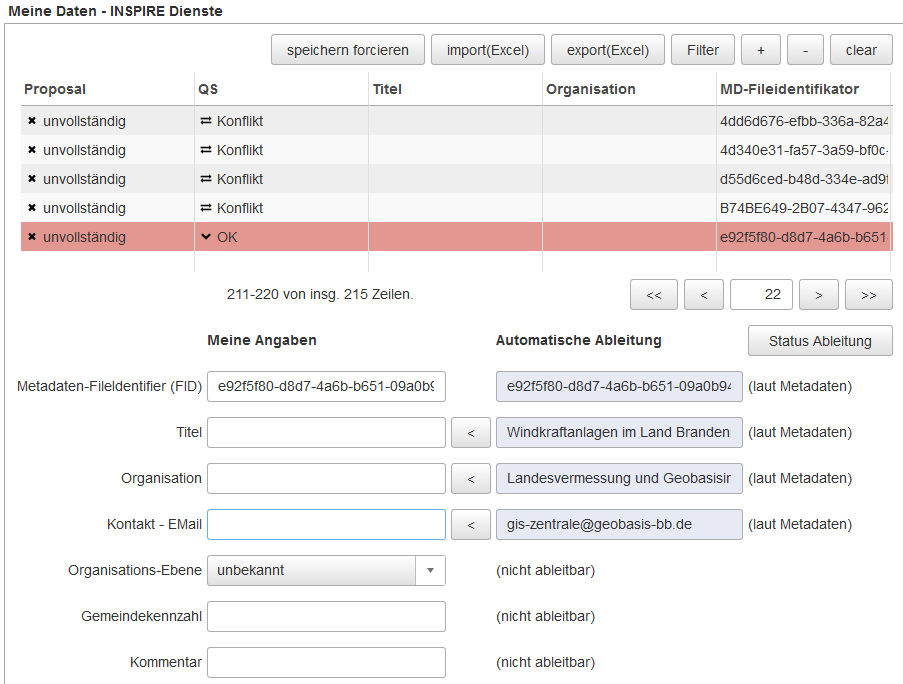 Meine Daten - INSPIRE Dienste
speichern forcieren import(Excel) export(Excel) Filter + - clear
Proposal QS Titel Organisation MD-Fileidentifikator
unvollständig Konflikt 4dd6d676-efbb-336a-82a4
unvollständig Konflikt 4d340e31-fa57-3a59-bf0c-
unvollständig Konflikt d55d6ced-b48d-334e-ad9f
unvollständig Konflikt B74BE649-2B07-4347-962
unvollständig OK e92f5f80-d8d7-4a6b-b651-
211-220 von insg. 215 Zeilen. << < 22 > >>
Meine Angaben Automatische Ableitung Status Ableitung
Metadaten-FileIdentifier (FID) e92f5f80-d8d7-4a6b-b651-09a0b9 e92f5f80-d8d7-4a6b-b651-09a0b94 (laut Metadaten)
Titel < Windkraftanlagen im Land Branden (laut Metadaten)
Organisation < Landesvermessung und Geobasisin (laut Metadaten)
Kontakt - EMail < gis-zentrale@geobasis-bb.de (laut Metadaten)
Organisations-Ebene unbekannt (nicht ableitbar)
Gemeindekennzahl (nicht ableitbar)
Kommentar (nicht ableitbar)